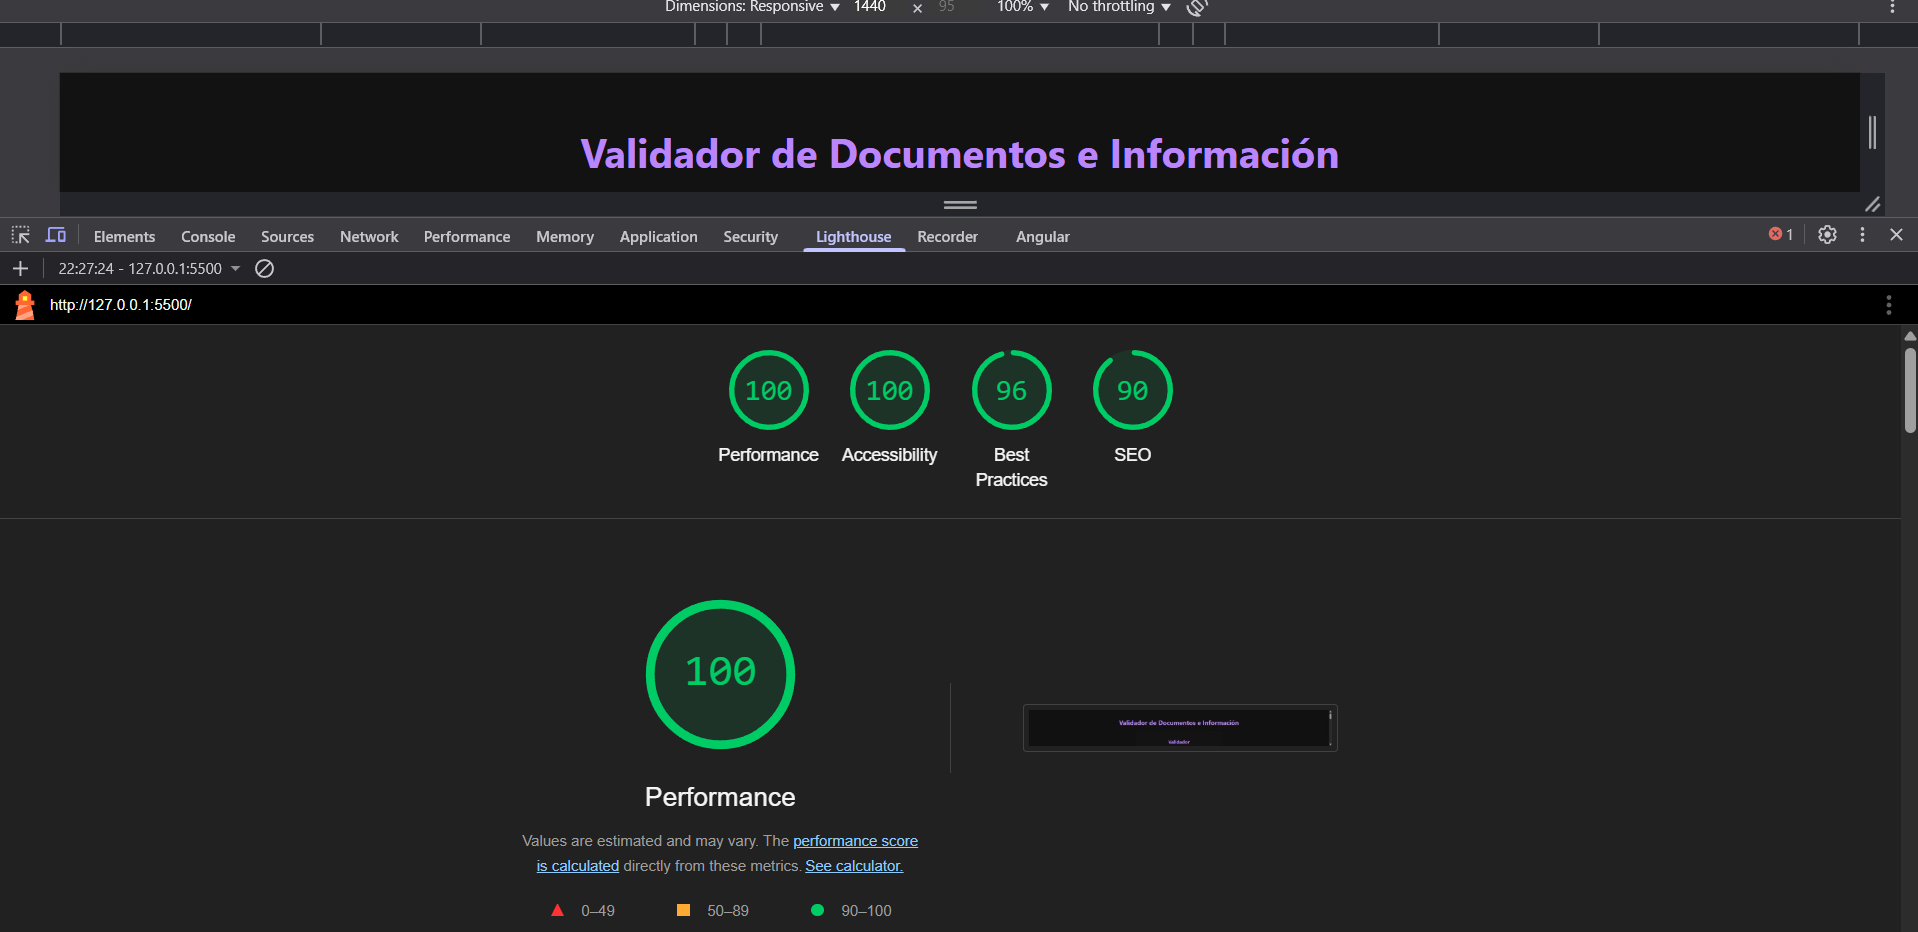 Dimensions: Responsive ▼ 1440 × 95 100% ▼ No throttling ▼
Validador de Documentos e Información
Elements Console Sources Network Performance Memory Application Security Lighthouse Recorder Angular 1
22:27:24 - 127.0.0.1:5500
http://127.0.0.1:5500/
100 100 96 90
Performance Accessibility Best Practices SEO
100
Validador de Documentos e Información
Validador
Performance
Values are estimated and may vary. The performance score
is calculated directly from these metrics. See calculator.
0–49 50–89 90–100